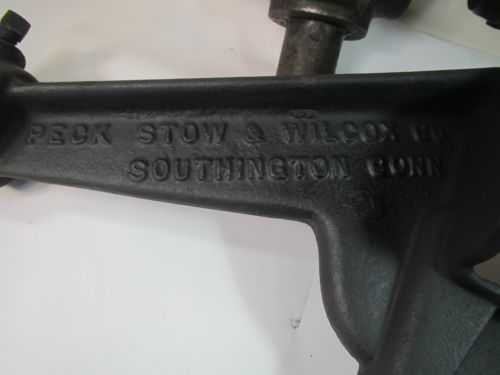 PECK STOW & WILCOX Co
SOUTHINGTON CONN